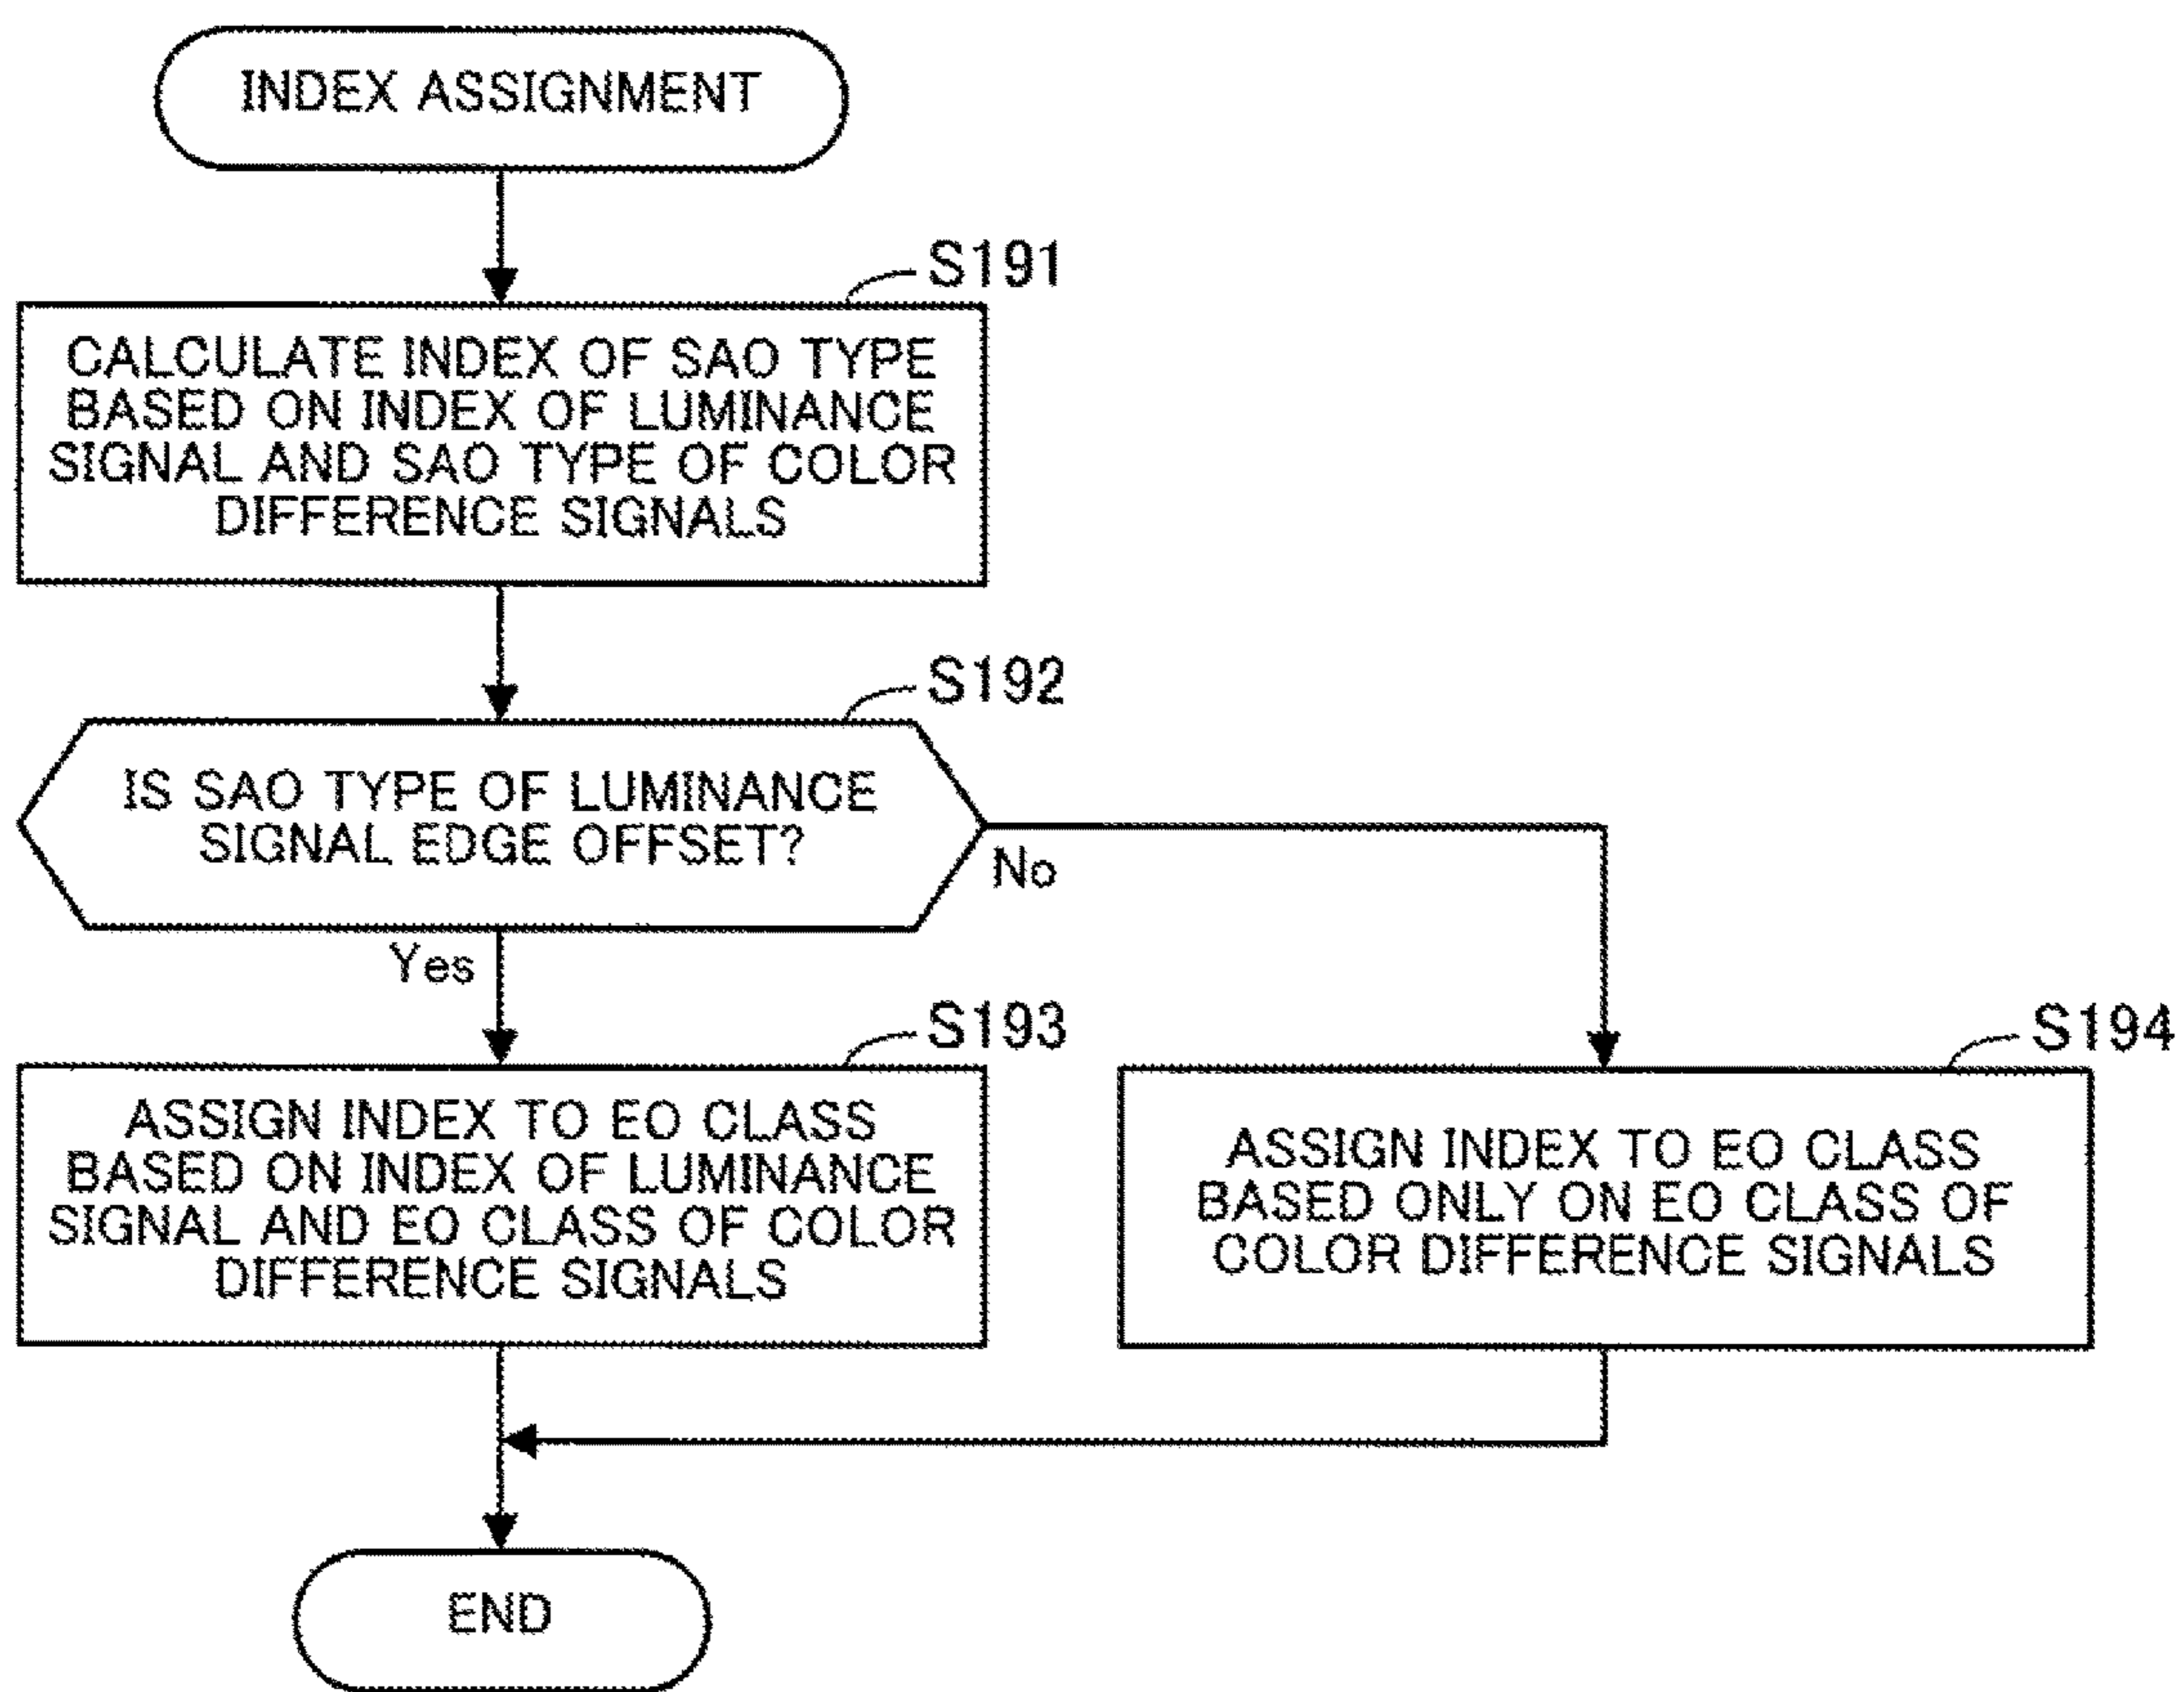 INDEX ASSIGNMENT
S191
CALCULATE INDEX OF SAO TYPE
BASED ON INDEX OF LUMINANCE
SIGNAL AND SAO TYPE OF COLOR
DIFFERENCE SIGNALS
S192
IS SAO TYPE OF LUMINANCE
SIGNAL EDGE OFFSET?
No
Yes
S193
ASSIGN INDEX TO EO CLASS
BASED ON INDEX OF LUMINANCE
SIGNAL AND EO CLASS OF COLOR
DIFFERENCE SIGNALS
S194
ASSIGN INDEX TO EO CLASS
BASED ONLY ON EO CLASS OF
COLOR DIFFERENCE SIGNALS
END